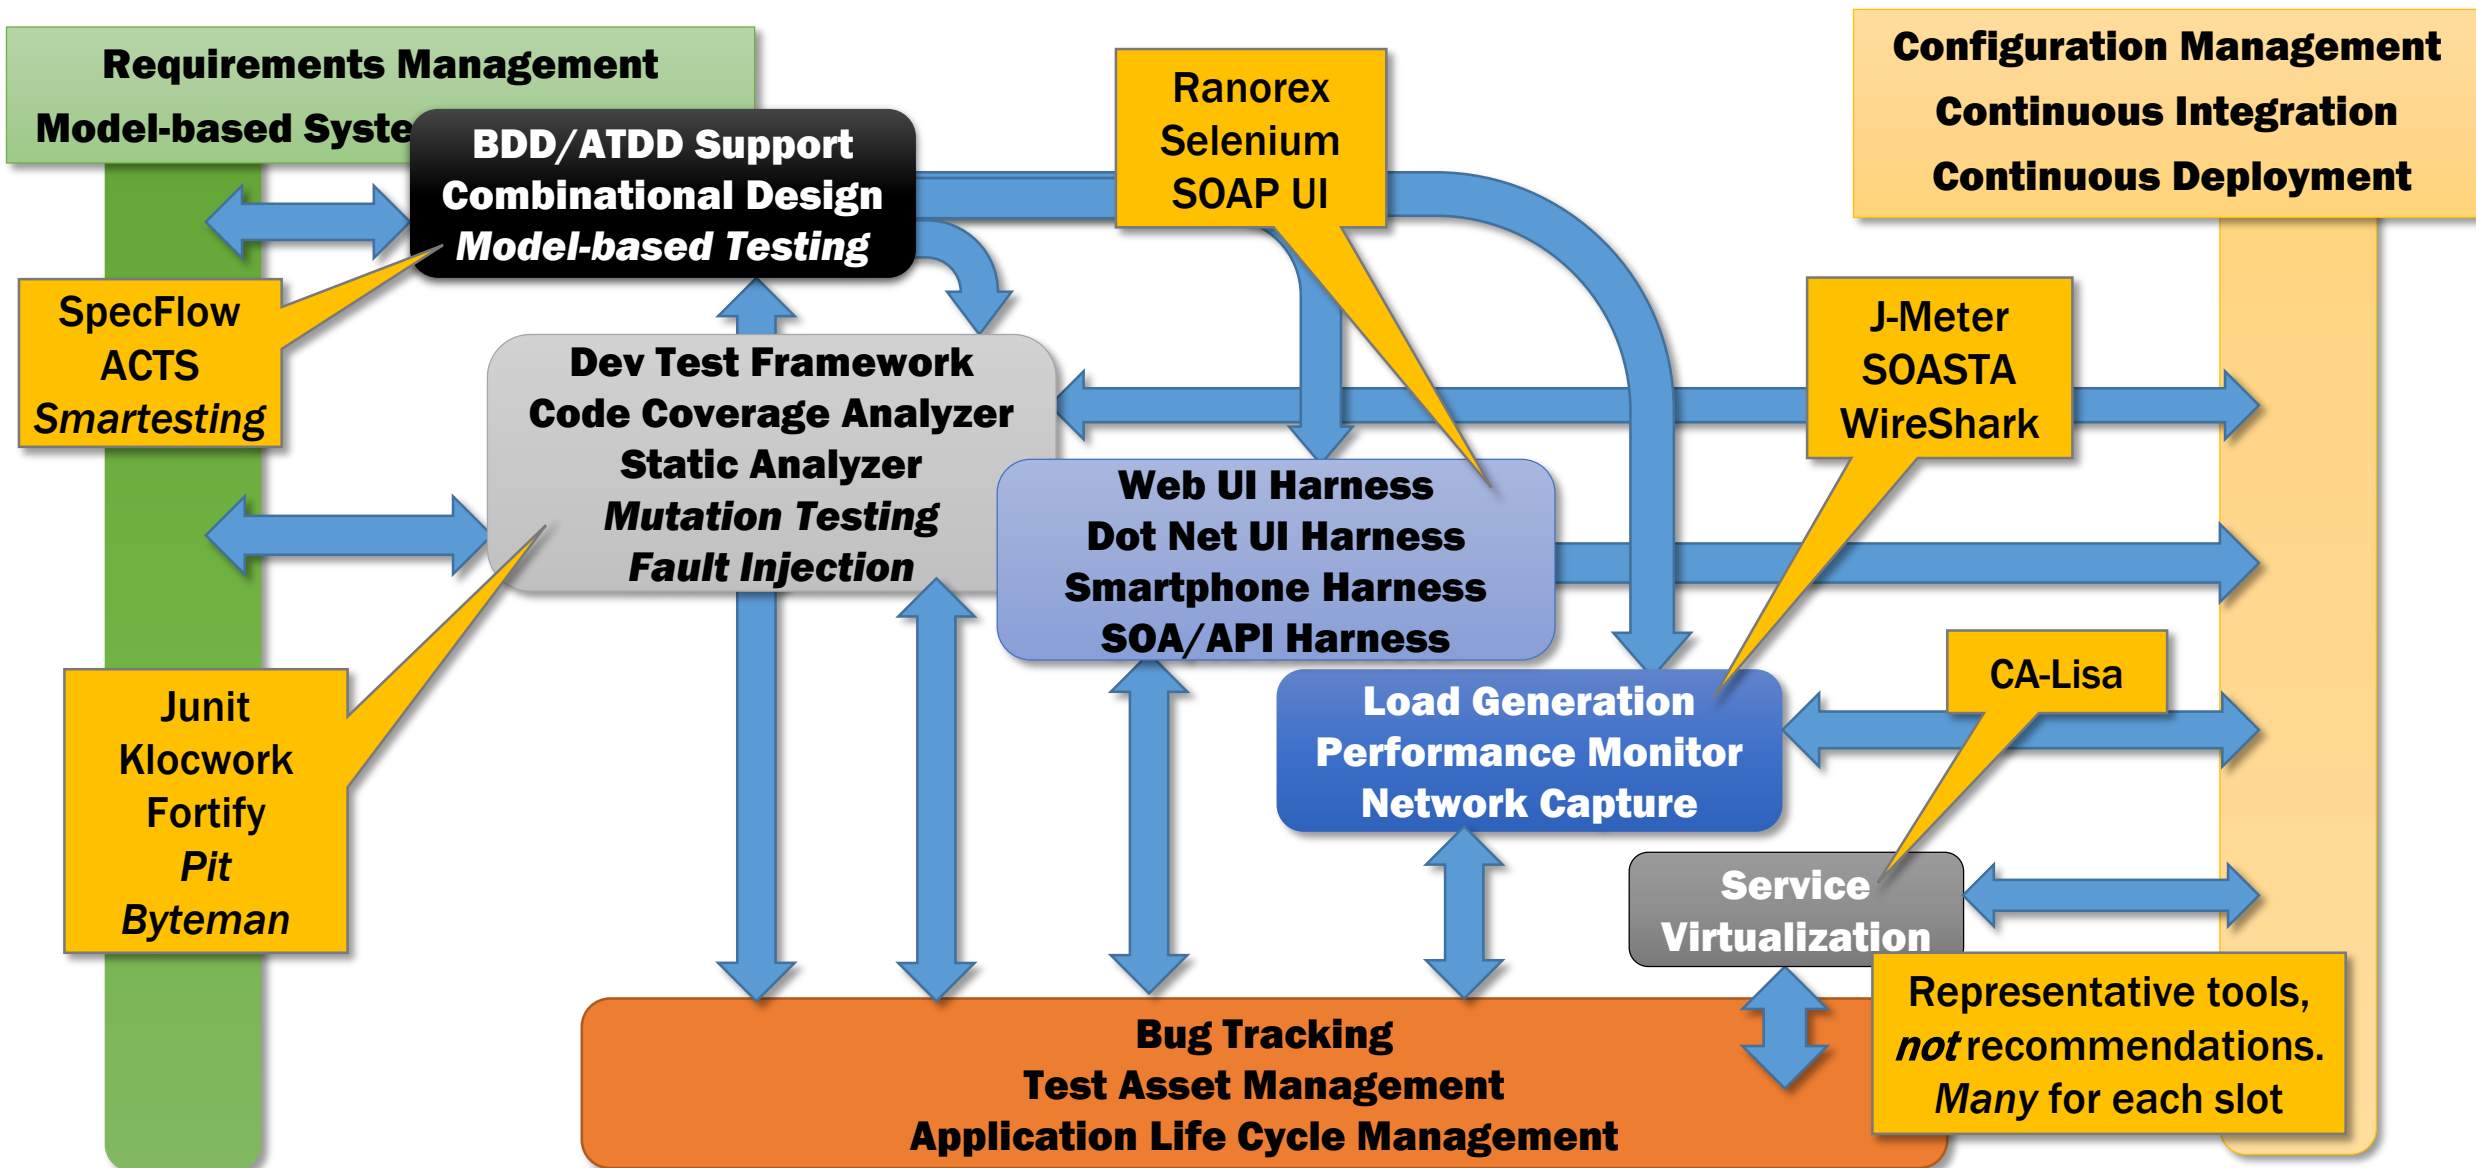 Requirements Management
Model-based Syste
BDD/ATDD Support
Combinational Design
Model-based Testing
Ranorex
Selenium
SOAP UI
Configuration Management
Continuous Integration
Continuous Deployment
SpecFlow
ACTS
Smartesting
Dev Test Framework
Code Coverage Analyzer
Static Analyzer
Mutation Testing
Fault Injection
J-Meter
SOASTA
WireShark
Web UI Harness
Dot Net UI Harness
Smartphone Harness
SOA/API Harness
Junit
Klocwork
Fortify
Pit
Byteman
Load Generation
Performance Monitor
Network Capture
CA-Lisa
Service
Virtualization
Bug Tracking
Test Asset Management
Application Life Cycle Management
Representative tools,
not recommendations.
Many for each slot